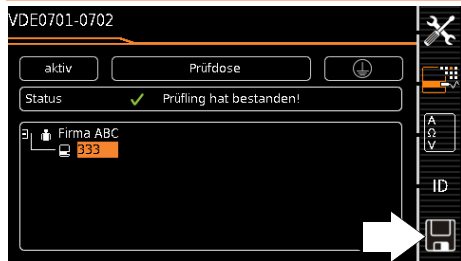 VDE0701-0702
aktiv Prüfdose
Status Prüfling hat bestanden!
Firma ABC
333
A
Ω
V
ID